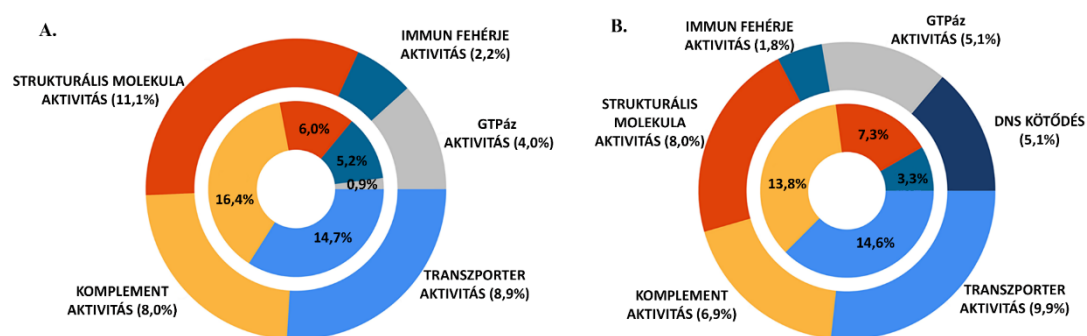 A.
IMMUN FEHÉRJE
AKTIVITÁS
(2,2%)
STRUKTURÁLIS MOLEKULA
AKTIVITÁS (11,1%)
GTPáz
AKTIVITÁS (4,0%)
6,0%
5,2%
0,9%
16,4%
14,7%
KOMPLEMENT
AKTIVITÁS (8,0%)
TRANSZPORTER
AKTIVITÁS (8,9%)
B.
IMMUN FEHÉRJE
AKTIVITÁS (1,8%)
GTPáz
AKTIVITÁS (5,1%)
STRUKTURÁLIS
MOLEKULA
AKTIVITÁS (8,0%)
DNS KÖTŐDÉS
(5,1%)
7,3%
3,3%
13,8%
14,6%
KOMPLEMENT
AKTIVITÁS (6,9%)
TRANSZPORTER
AKTIVITÁS (9,9%)